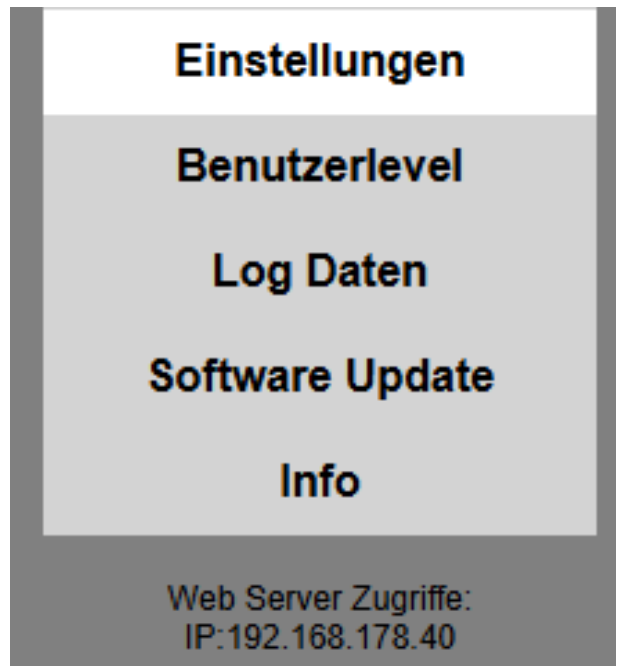 Einstellungen
Benutzerlevel
Log Daten
Software Update
Info
Web Server Zugriffe:
IP:192.168.178.40